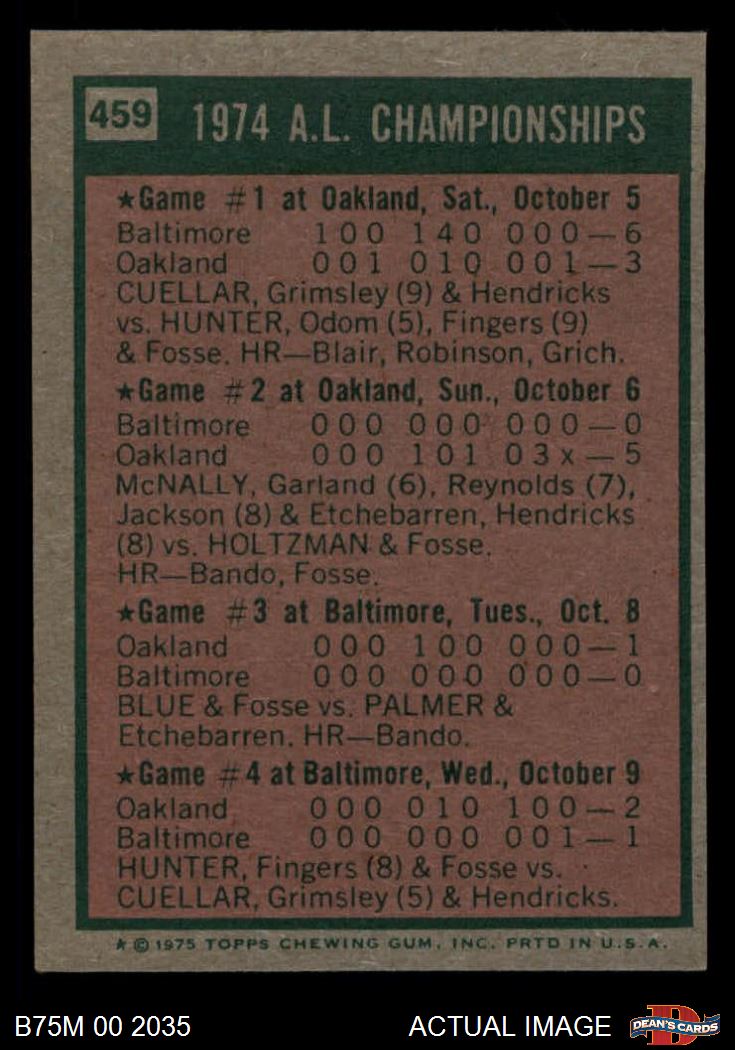 459 1974 A.L. CHAMPIONSHIPS
★Game #1 at Oakland, Sat., October 5
Baltimore 100 140 000—6
Oakland 001 010 001—3
CUELLAR, Grimsley (9) & Hendricks
vs. HUNTER, Odom (5), Fingers (9)
& Fosse. HR—Blair, Robinson, Grich.
★Game #2 at Oakland, Sun., October 6
Baltimore 000 000 000—0
Oakland 000 101 03x—5
McNALLY, Garland (6), Reynolds (7),
Jackson (8) & Etchebarren, Hendricks
(8) vs. HOLTZMAN & Fosse.
HR—Bando, Fosse.
★Game #3 at Baltimore, Tues., Oct. 8
Oakland 000 100 000—1
Baltimore 000 000 000—0
BLUE & Fosse vs. PALMER &
Etchebarren. HR—Bando.
★Game #4 at Baltimore, Wed., October 9
Oakland 000 010 100—2
Baltimore 000 000 001—1
HUNTER, Fingers (8) & Fosse vs.
CUELLAR, Grimsley (5) & Hendricks.
★ © 1975 TOPPS CHEWING GUM, INC. PRTD IN U.S.A.
B75M 00 2035 ACTUAL IMAGE DEAN'S CARDS